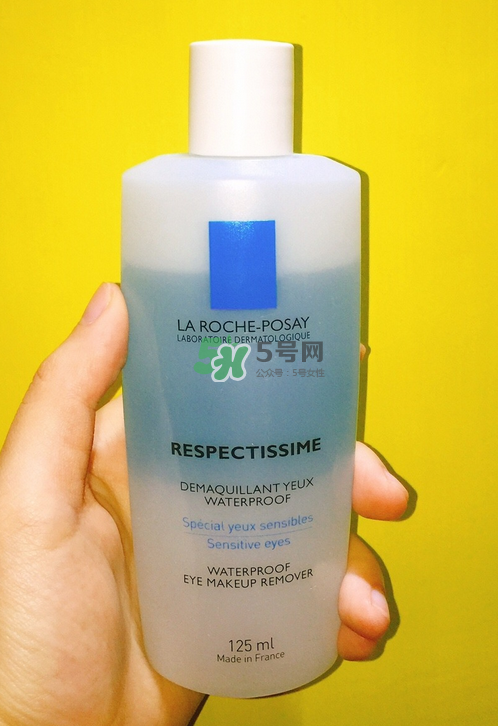 LA ROCHE-POSAY
LABORATOIRE DERMATOLOGIQUE
5H 5号网
公众号：5号女性
RESPECTISSIME
DEMAQUILLANT YEUX
WATERPROOF
Spécial yeux sensibles
Sensitive eyes
WATERPROOF
EYE MAKEUP REMOVER
125 ml
Made in France